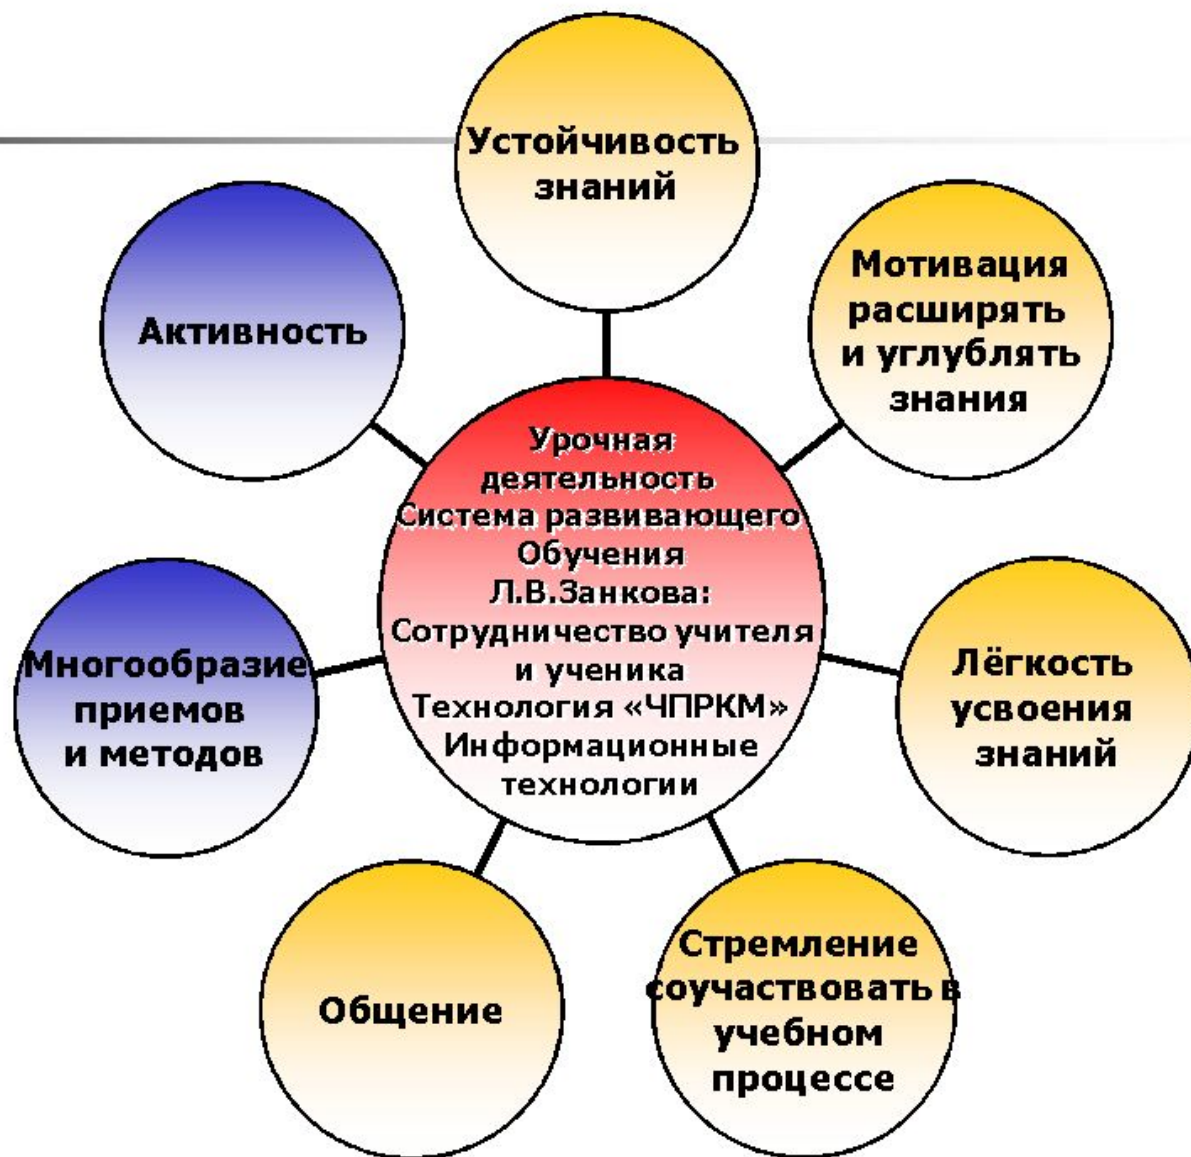 Устойчивость
знаний
Мотивация
расширять
и углублять
знания
Активность
Урочная
деятельность
Система развивающего
Обучения
Л.В.Занкова:
Сотрудничество учителя
и ученика
Технология «ЧПРКМ»
Информационные
технологии
Многообразие
приемов
и методов
Лёгкость
усвоения
знаний
Общение
Стремление
соучаствовать в
учебном
процессе